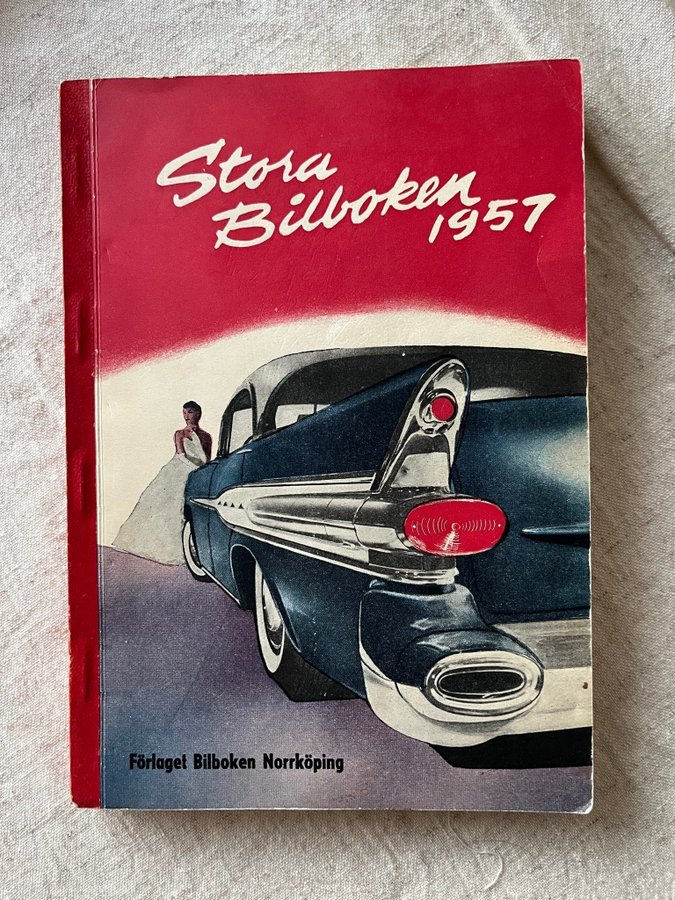 Stora
Bilboken
1957
Förlaget Bilboken Norrköping